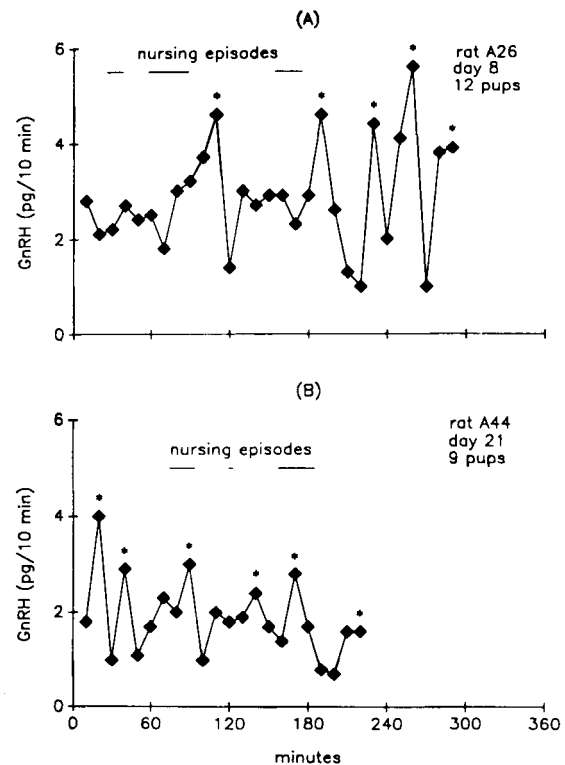 (A)
nursing episodes
rat A26
day 8
12 pups
* * * * *
GnRH (pg/10 min)
6
4
2
0
(B)
nursing episodes
rat A44
day 21
9 pups
* * * * * *
GnRH (pg/10 min)
6
4
2
0
0 60 120 180 240 300 360
minutes